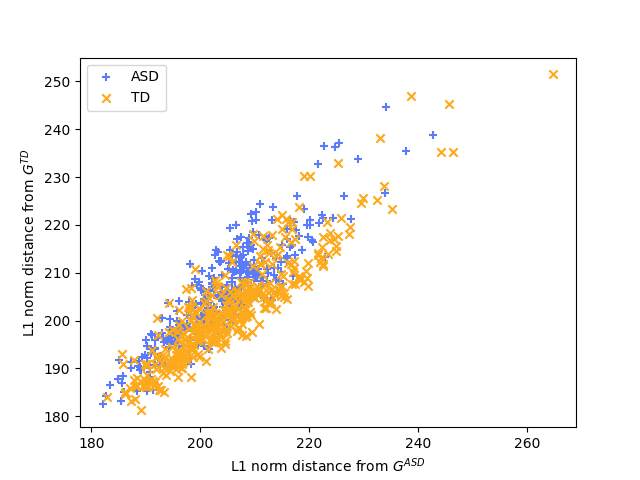 ASD
TD
250
240
230
220
210
200
190
180
L1 norm distance from G^{TD}
180 200 220 240 260
L1 norm distance from G^{ASD}